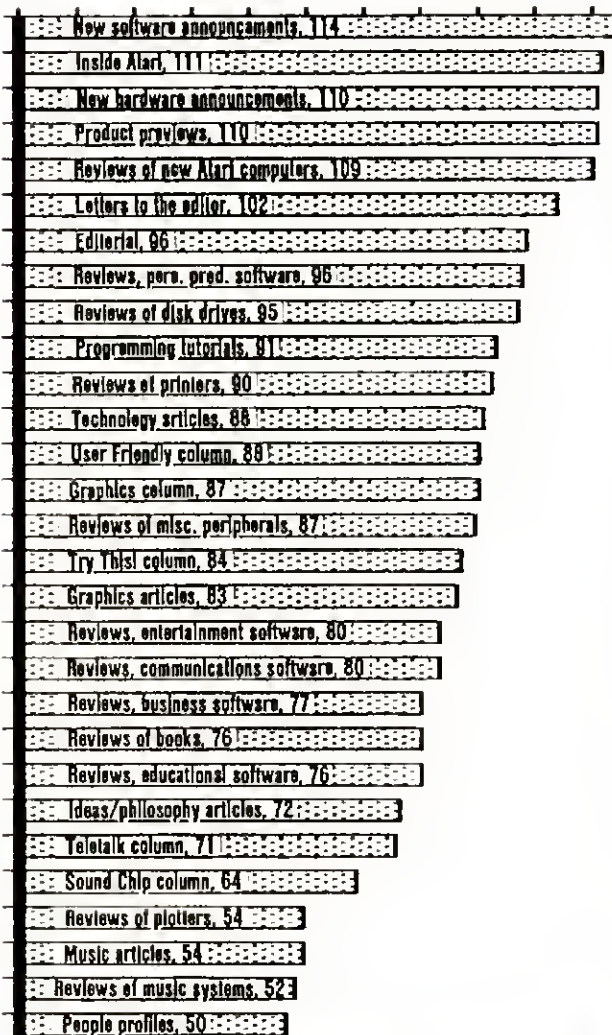 New software announcements, 114
Inside Atari, 111
New hardware announcements, 110
Product previews, 110
Reviews of new Atari computers, 109
Letters to the editor, 102
Editorial, 96
Reviews, pers. prod. software, 96
Reviews of disk drives, 95
Programming tutorials, 91
Reviews of printers, 90
Technology articles, 88
User Friendly column, 88
Graphics column, 87
Reviews of misc. peripherals, 87
Try This! column, 84
Graphics articles, 83
Reviews, entertainment software, 80
Reviews, communications software, 80
Reviews, business software, 77
Reviews of books, 76
Reviews, educational software, 76
Ideas/philosophy articles, 72
Teletalk column, 71
Sound Chip column, 64
Reviews of plotters, 54
Music articles, 54
Reviews of music systems, 52
People profiles, 50